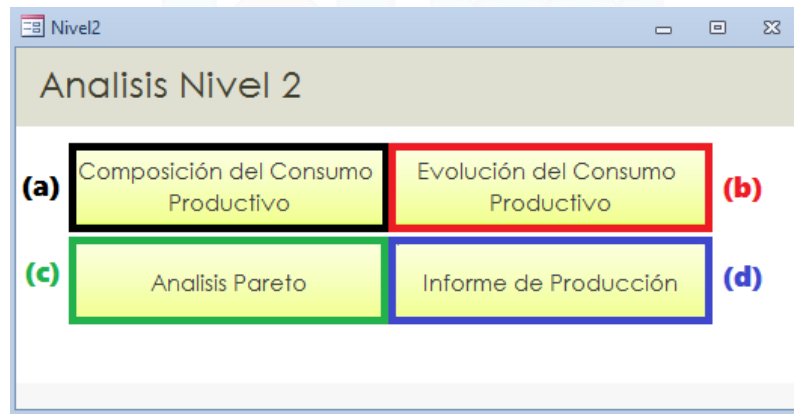 Nivel2
Analisis Nivel 2
(a)
Composición del Consumo
Productivo
Evolución del Consumo
Productivo
(b)
(c)
Analisis Pareto
Informe de Producción
(d)